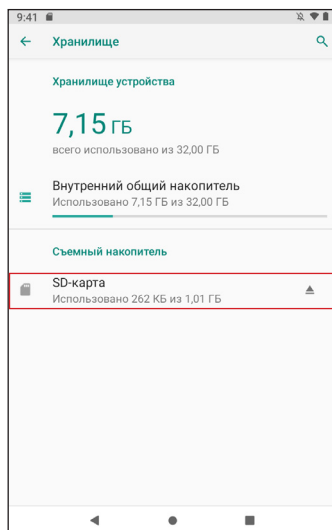 9:41
Хранилище
Хранилище устройства
7,15 ГБ
всего использовано из 32,00 ГБ
Внутренний общий накопитель
Использовано 7,15 ГБ из 32,00 ГБ
Съемный накопитель
SD-карта
Использовано 262 КБ из 1,01 ГБ